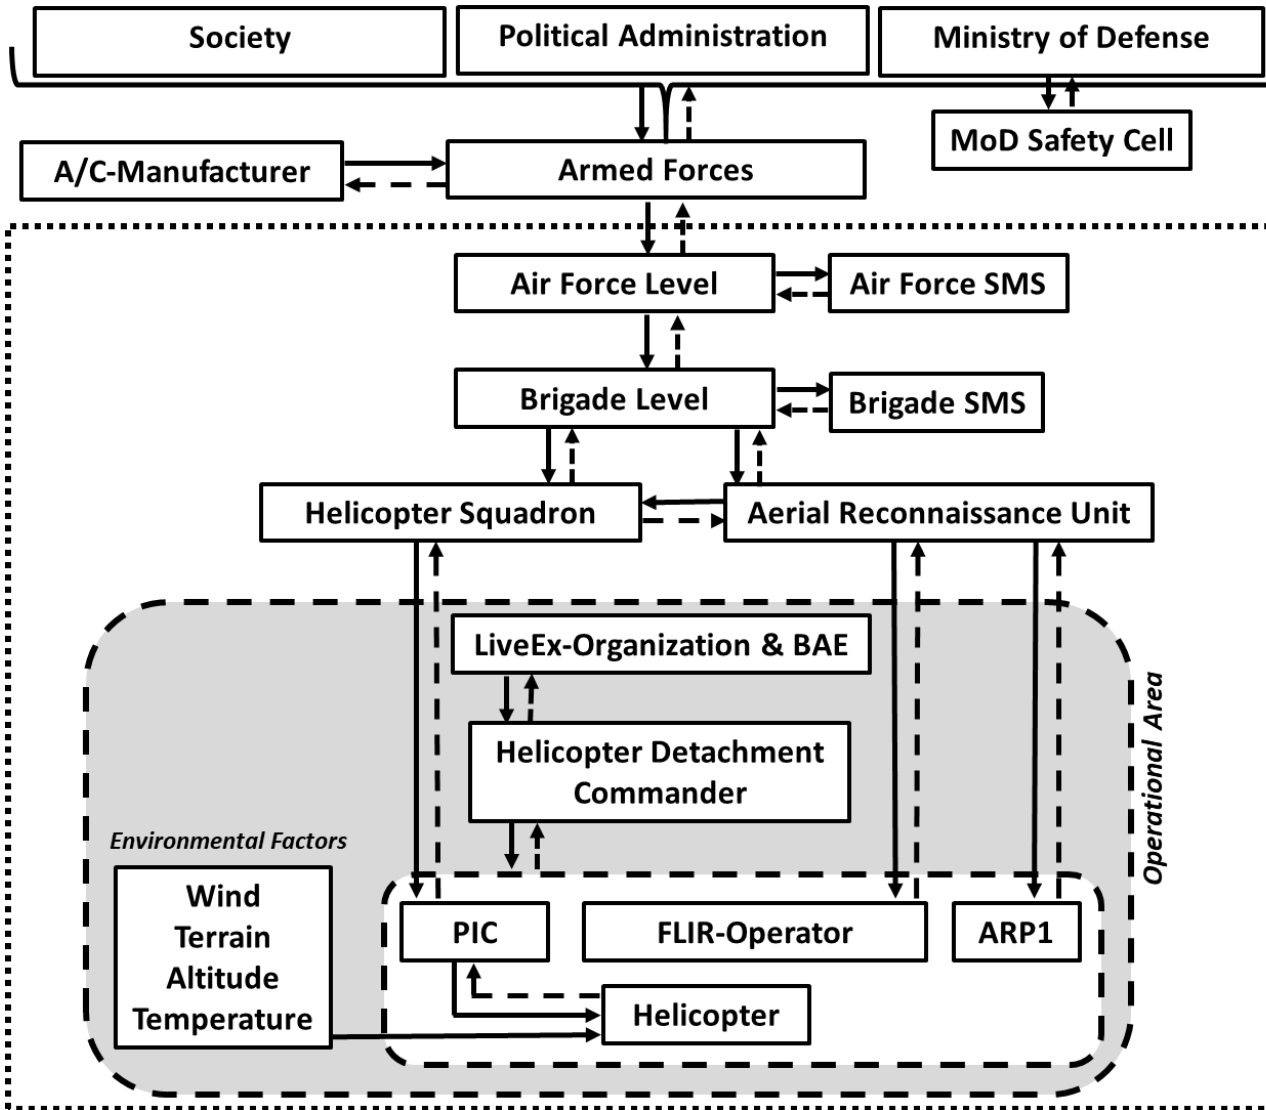 Society
Political Administration
Ministry of Defense
MoD Safety Cell
A/C-Manufacturer
Armed Forces
Air Force Level
Air Force SMS
Brigade Level
Brigade SMS
Helicopter Squadron
Aerial Reconnaissance Unit
LiveEx-Organization & BAE
Helicopter Detachment
Commander
Operational Area
Environmental Factors
Wind
Terrain
Altitude
Temperature
PIC
FLIR-Operator
ARP1
Helicopter